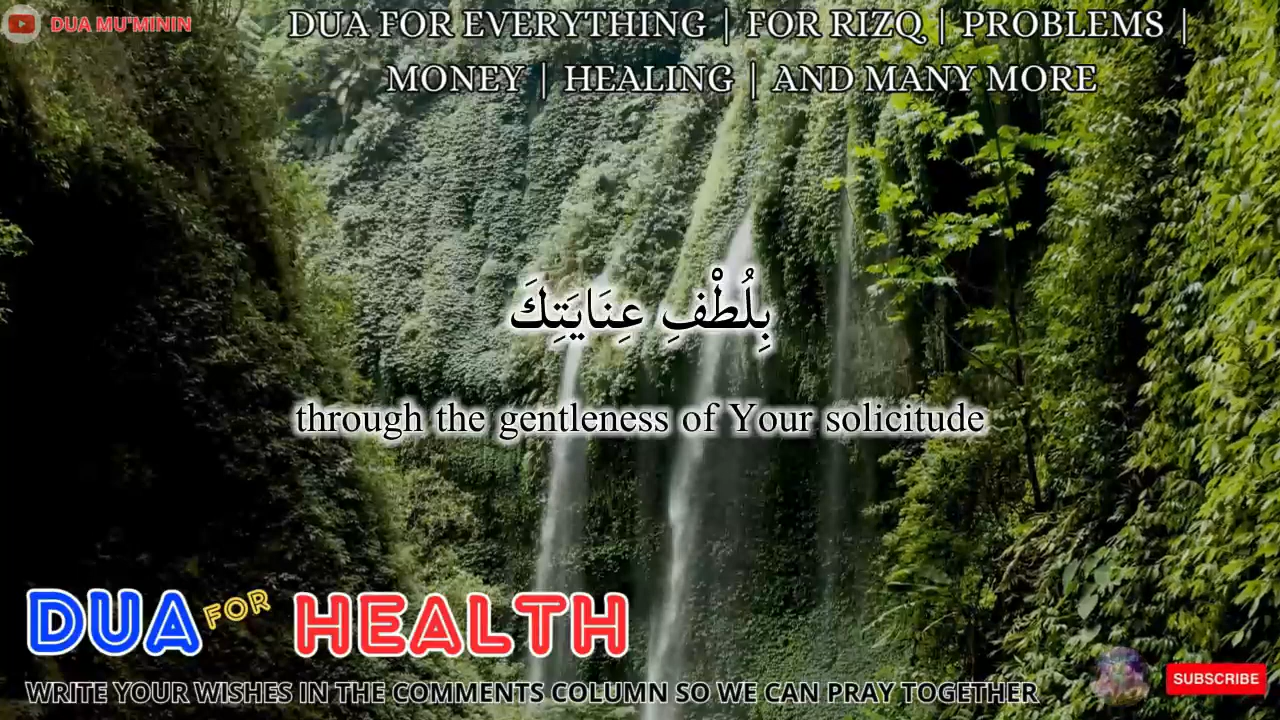 DUA MU'MININ
DUA FOR EVERYTHING | FOR RIZQ | PROBLEMS |
MONEY | HEALING | AND MANY MORE
بِلُطْفِ عِنَايَتِكَ
through the gentleness of Your solicitude
DUA FOR HEALTH
WRITE YOUR WISHES IN THE COMMENTS COLUMN SO WE CAN PRAY TOGETHER
SUBSCRIBE